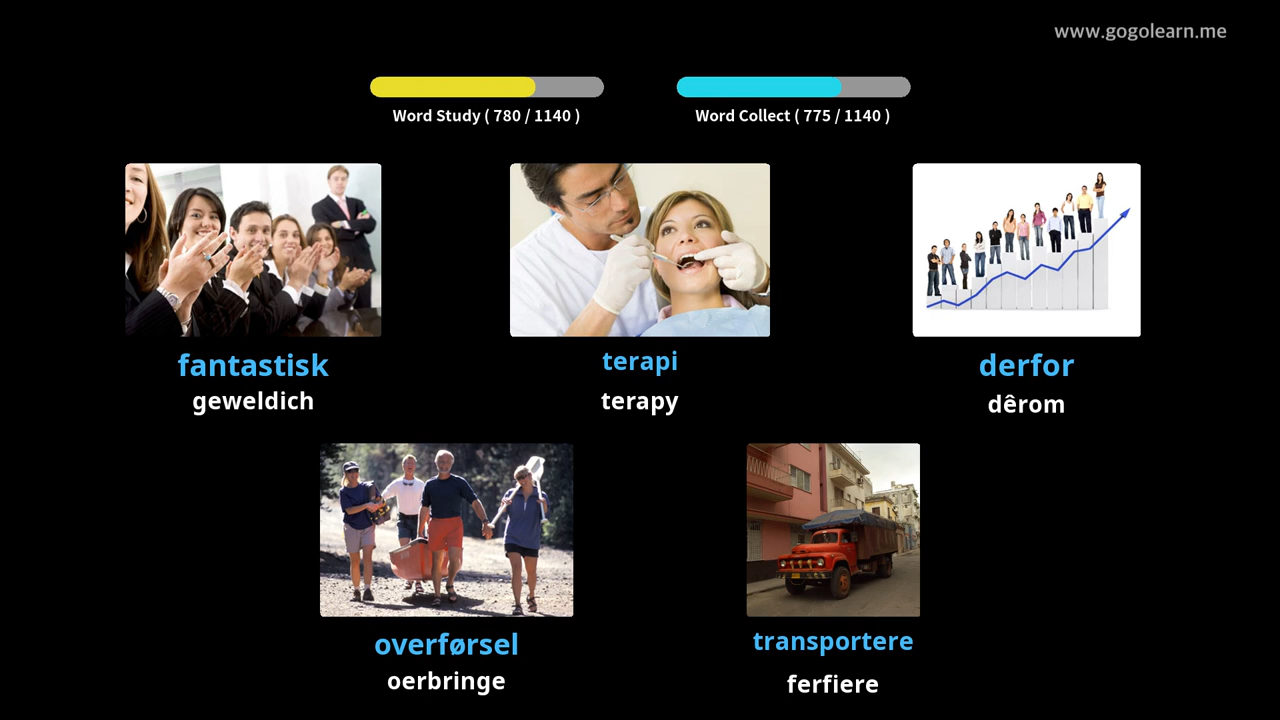 www.gogolearn.me
Word Study ( 780 / 1140 )
Word Collect ( 775 / 1140 )
fantastisk
geweldich
terapi
terapy
derfor
dêrom
overførsel
oerbringe
transportere
ferfiere